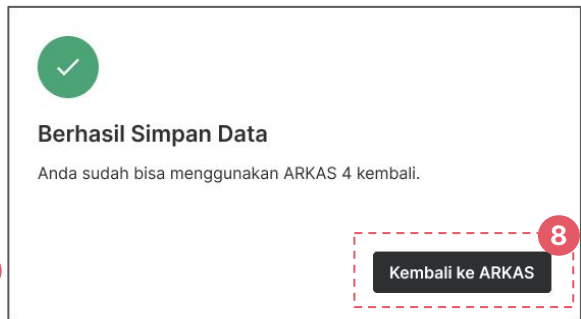 Berhasil Simpan Data
Anda sudah bisa menggunakan ARKAS 4 kembali.
8
Kembali ke ARKAS